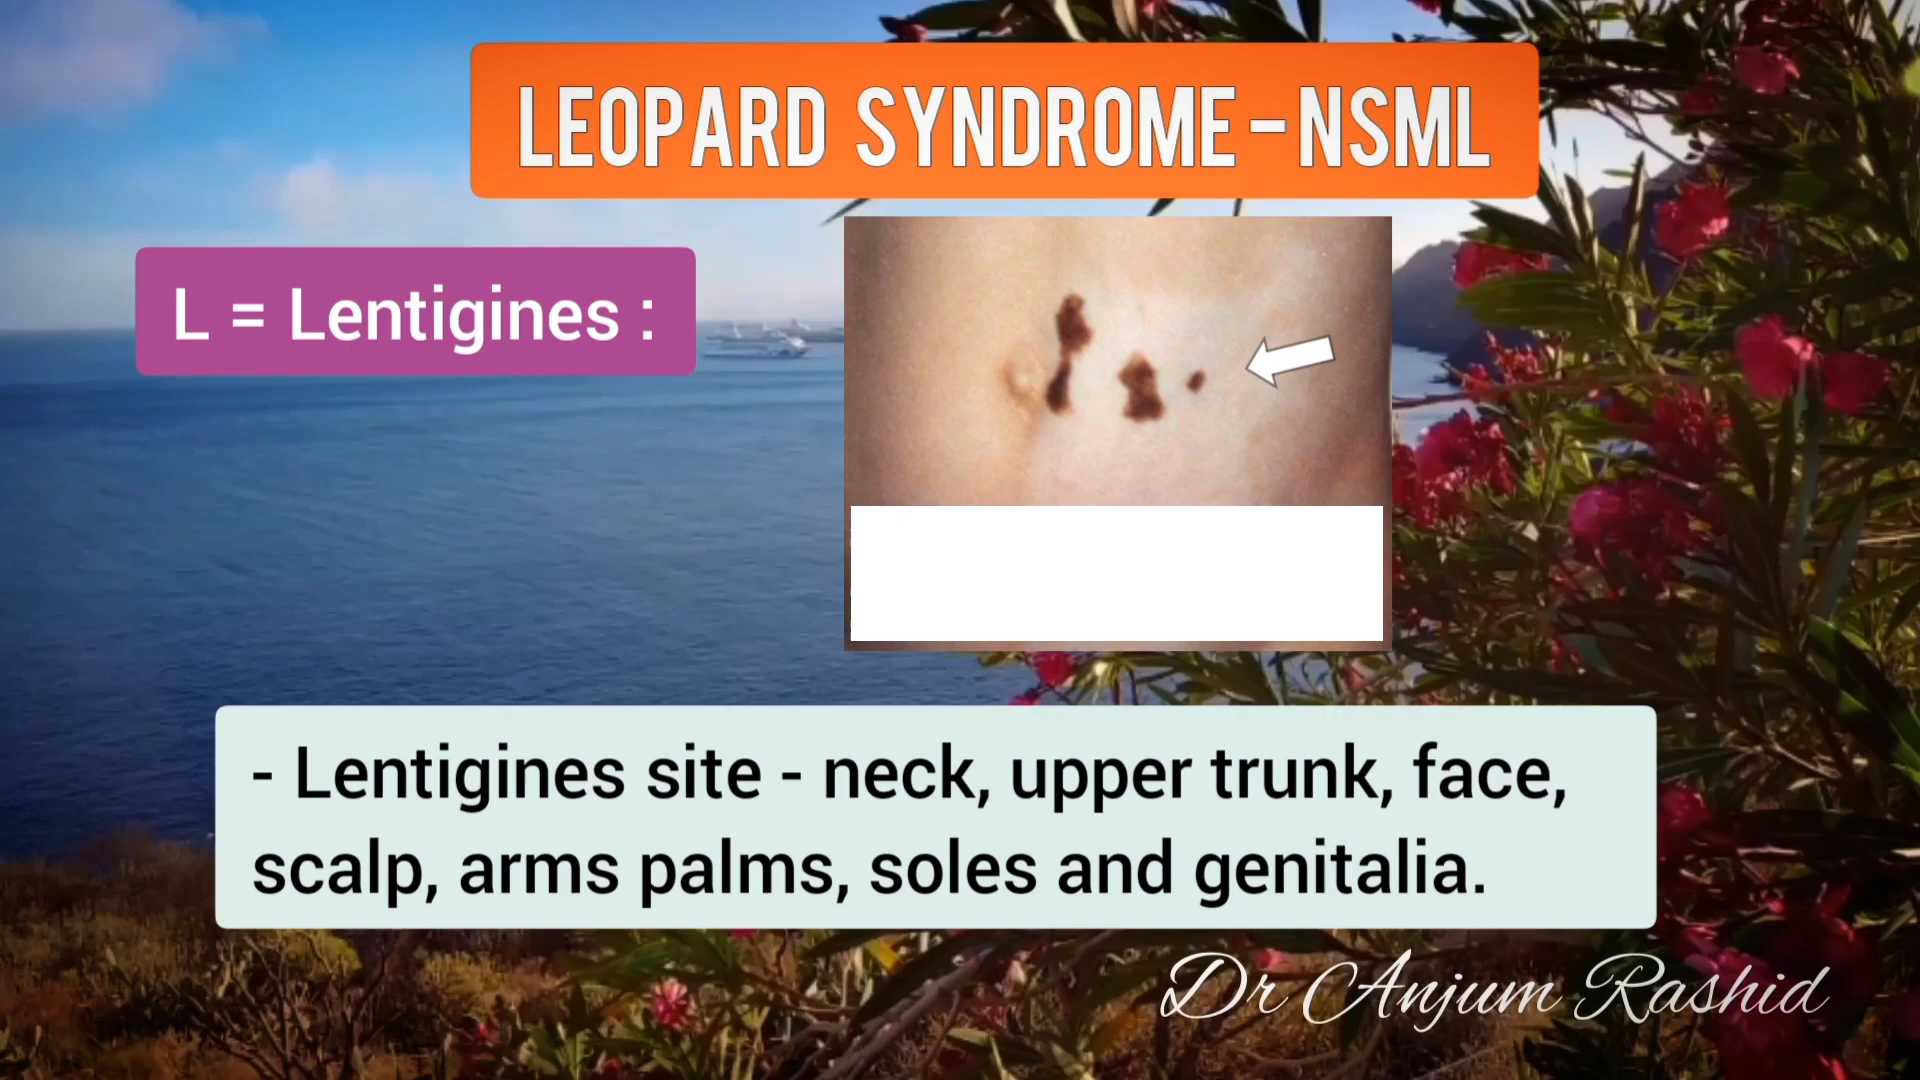 LEOPARD SYNDROME - NSML
L = Lentigines :
- Lentigines site - neck, upper trunk, face,
scalp, arms palms, soles and genitalia.
Dr Anjum Rashid